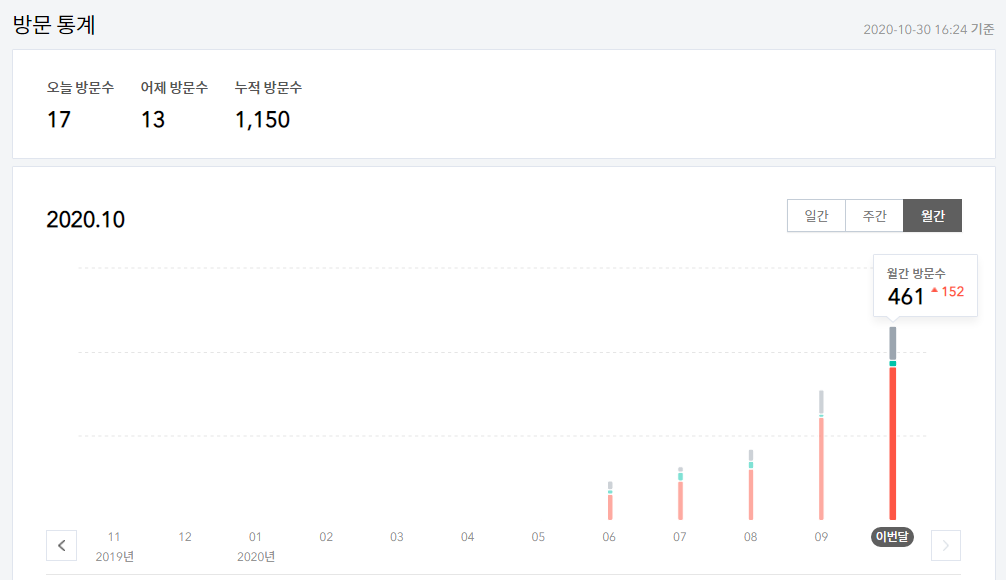 방문 통계
2020-10-30 16:24 기준
오늘 방문수 어제 방문수 누적 방문수
17 13 1,150
2020.10
일간 주간 월간
월간 방문수
461 ▲152
11 12 01 02 03 04 05 06 07 08 09 이번달
2019년 2020년